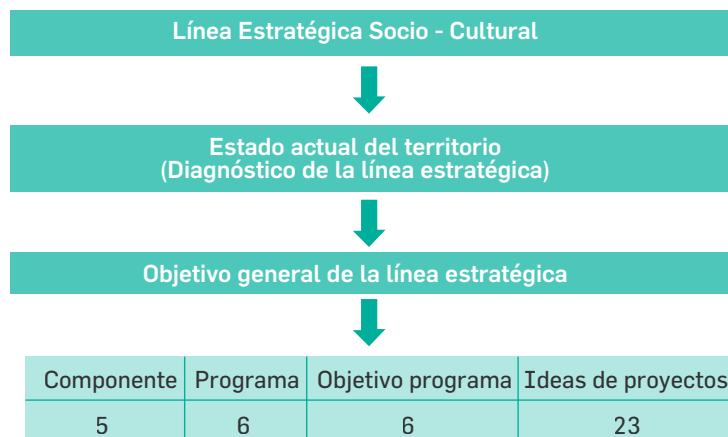 Línea Estratégica Socio - Cultural
Estado actual del territorio
(Diagnóstico de la línea estratégica)
Objetivo general de la línea estratégica
Componente Programa Objetivo programa Ideas de proyectos
5 6 6 23